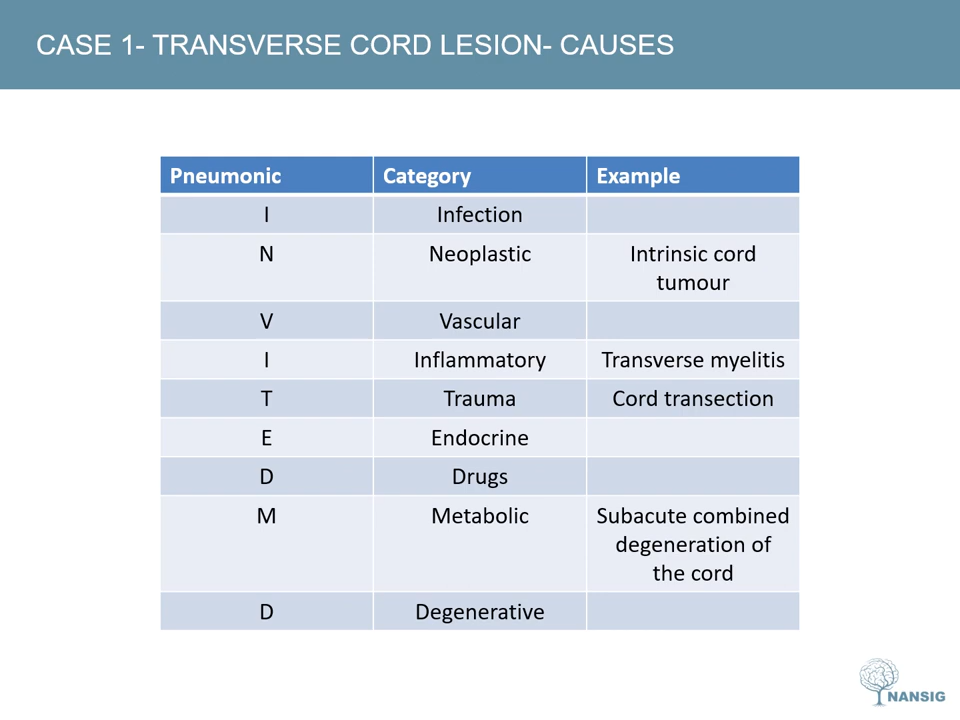 CASE 1- TRANSVERSE CORD LESION- CAUSES
Pneumonic Category Example
I Infection
N Neoplastic Intrinsic cord
tumour
V Vascular
I Inflammatory Transverse myelitis
T Trauma Cord transection
E Endocrine
D Drugs
M Metabolic Subacute combined
degeneration of
the cord
D Degenerative
NANSIG